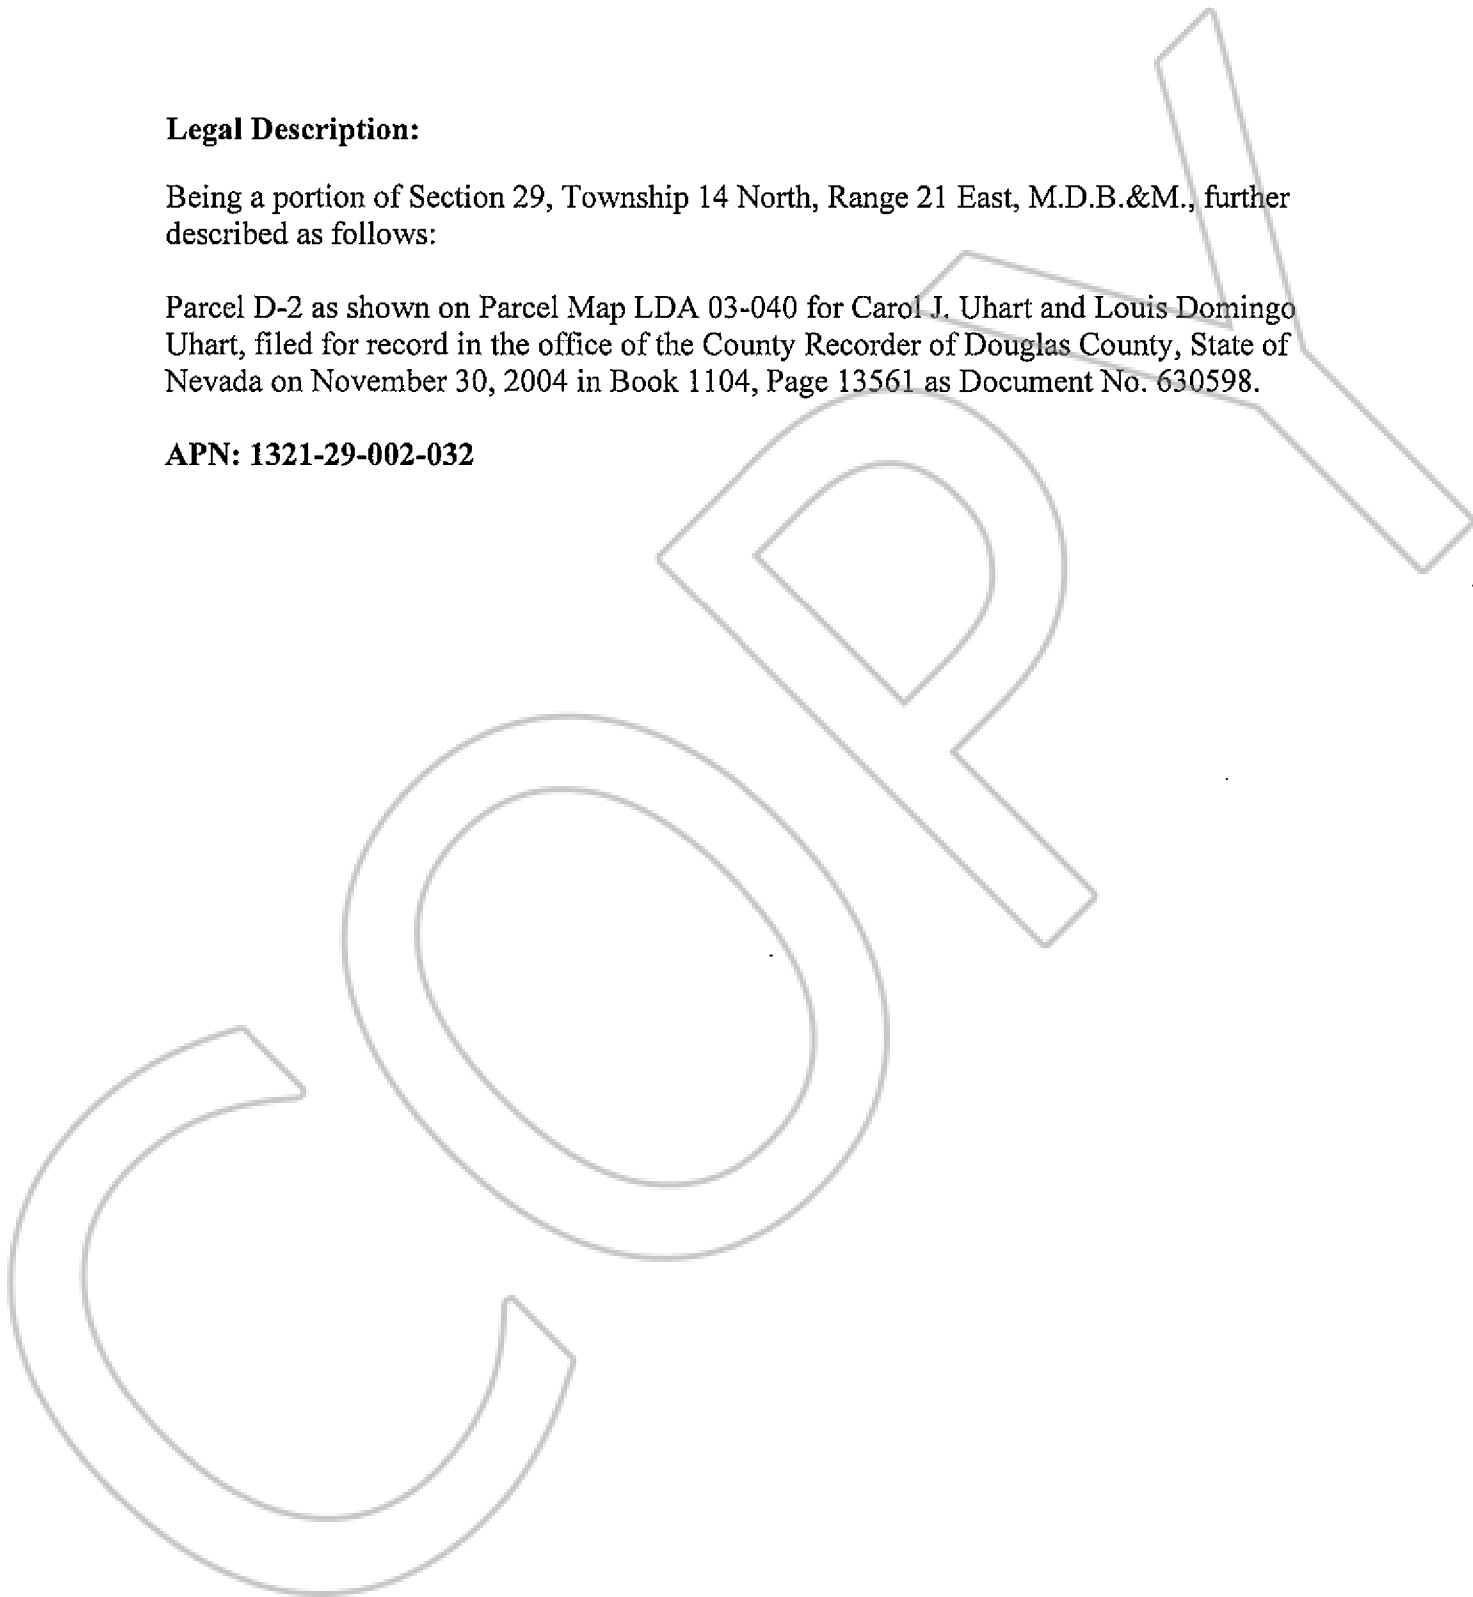 Legal Description:
Being a portion of Section 29, Township 14 North, Range 21 East, M.D.B.&M., further
described as follows:
Parcel D-2 as shown on Parcel Map LDA 03-040 for Carol J. Uhart and Louis Domingo
Uhart, filed for record in the office of the County Recorder of Douglas County, State of
Nevada on November 30, 2004 in Book 1104, Page 13561 as Document No. 630598.
APN: 1321-29-002-032
COPY